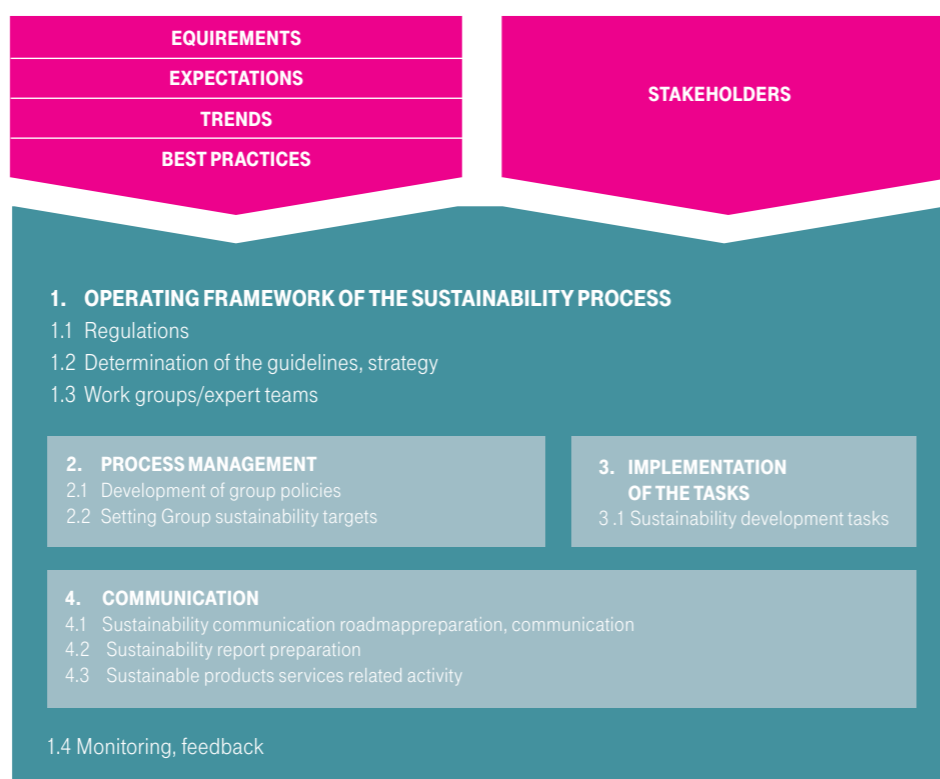 EQUIREMENTS
EXPECTATIONS
TRENDS
BEST PRACTICES
STAKEHOLDERS
1. OPERATING FRAMEWORK OF THE SUSTAINABILITY PROCESS
1.1 Regulations
1.2 Determination of the guidelines, strategy
1.3 Work groups/expert teams
2. PROCESS MANAGEMENT
2.1 Development of group policies
2.2 Setting Group sustainability targets
3. IMPLEMENTATION
OF THE TASKS
3 .1 Sustainability development tasks
4. COMMUNICATION
4.1 Sustainability communication roadmappreparation, communication
4.2 Sustainability report preparation
4.3 Sustainable products services related activity
1.4 Monitoring, feedback